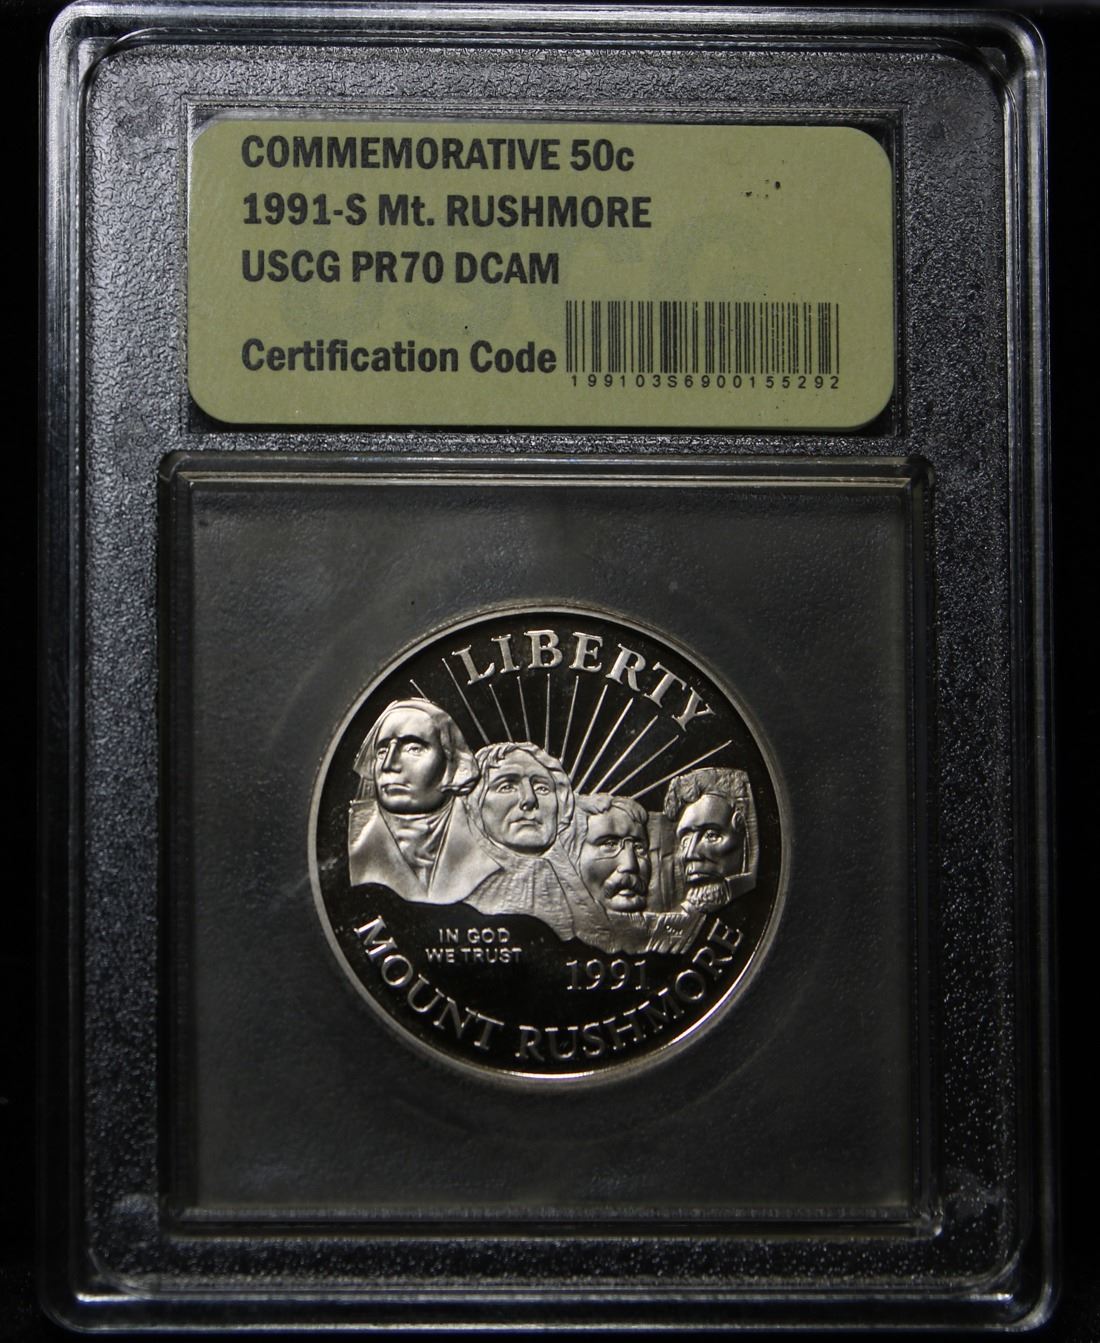 COMMEMORATIVE 50c
1991-S Mt. RUSHMORE
USCG PR70 DCAM
Certification Code
199103S6900155292
LIBERTY
IN GOD
WE TRUST
1991
MOUNT RUSHMORE